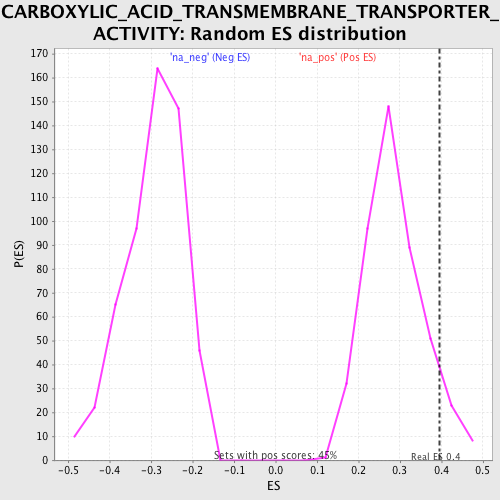 CARBOXYLIC_ACID_TRANSMEMBRANE_TRANSPORTER_
ACTIVITY: Random ES distribution
'na_neg' (Neg ES) 'na_pos' (Pos ES)
170
160
150
140
130
120
110
100
90
80
70
60
50
40
30
20
10
0
P(ES)
Sets with pos scores: 45%
Real ES 0.4
-0.5 -0.4 -0.3 -0.2 -0.1 0.0 0.1 0.2 0.3 0.4 0.5
ES